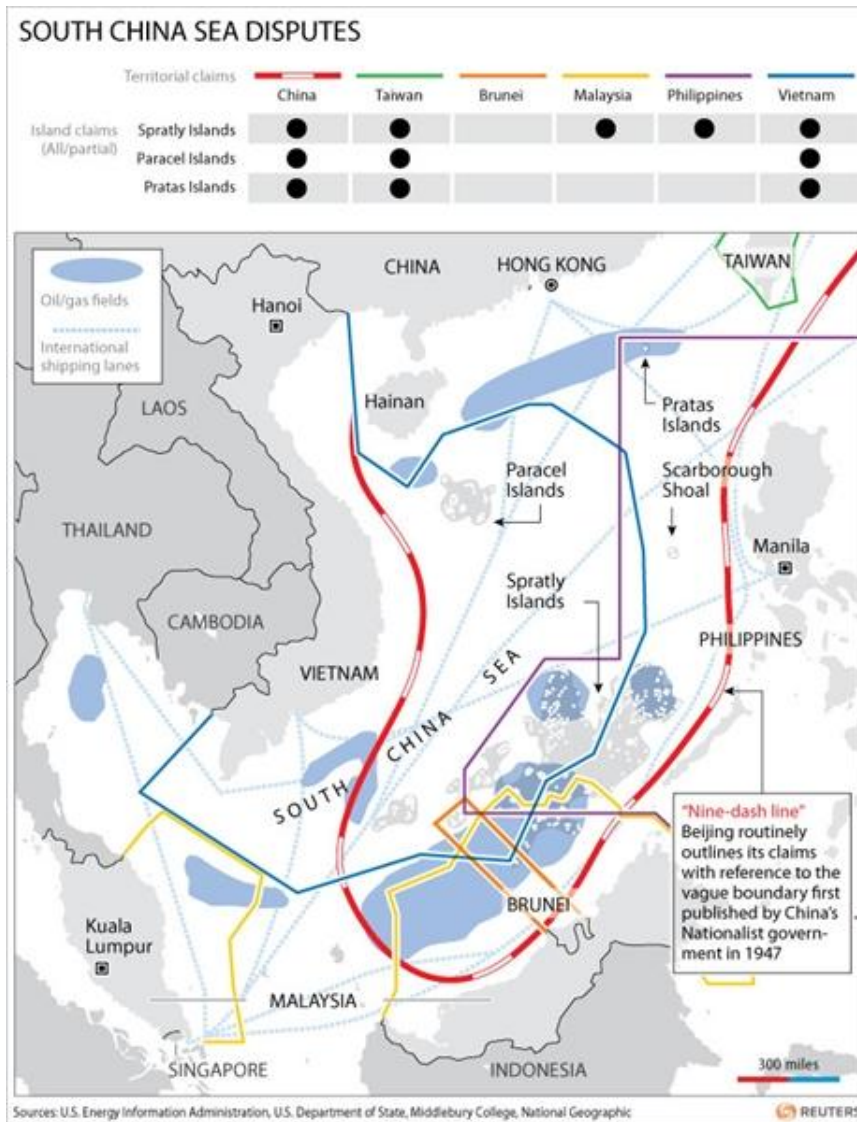 SOUTH CHINA SEA DISPUTES
Territorial claims
China Taiwan Brunei Malaysia Philippines Vietnam
Island claims
(All/partial)
Spratly Islands
Paracel Islands
Pratas Islands
Oil/gas fields
International
shipping lanes
CHINA
HONG KONG
TAIWAN
Hanoi
LAOS
Hainan
Pratas
Islands
Paracel
Islands
Scarborough
Shoal
THAILAND
Manila
Spratly
Islands
CAMBODIA
PHILIPPINES
VIETNAM
SOUTH CHINA SEA
"Nine-dash line"
Beijing routinely
outlines its claims
with reference to the
vague boundary first
published by China's
Nationalist govern-
ment in 1947
BRUNEI
Kuala
Lumpur
MALAYSIA
SINGAPORE
INDONESIA
300 miles
Sources: U.S. Energy Information Administration, U.S. Department of State, Middlebury College, National Geographic
REUTERS